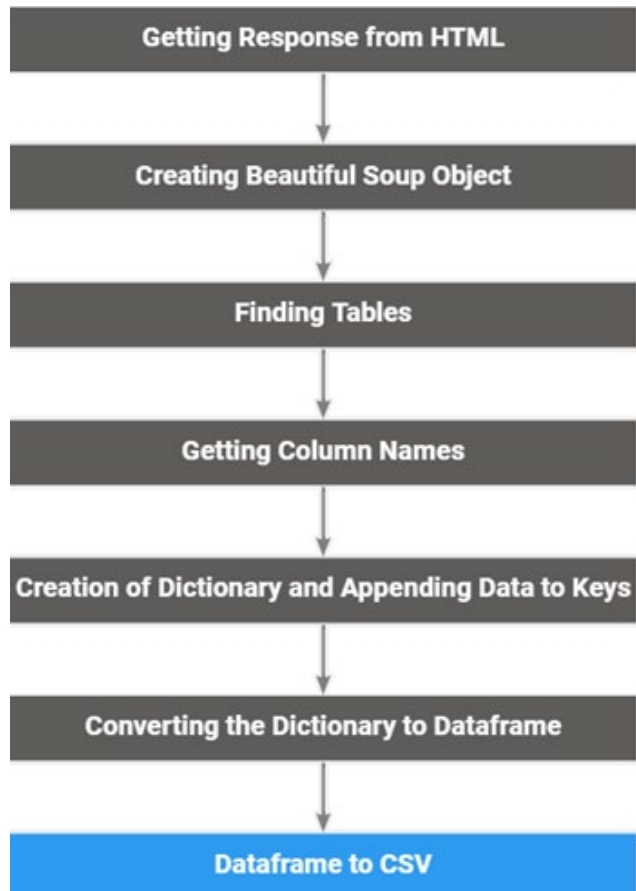 Getting Response from HTML
Creating Beautiful Soup Object
Finding Tables
Getting Column Names
Creation of Dictionary and Appending Data to Keys
Converting the Dictionary to Dataframe
Dataframe to CSV